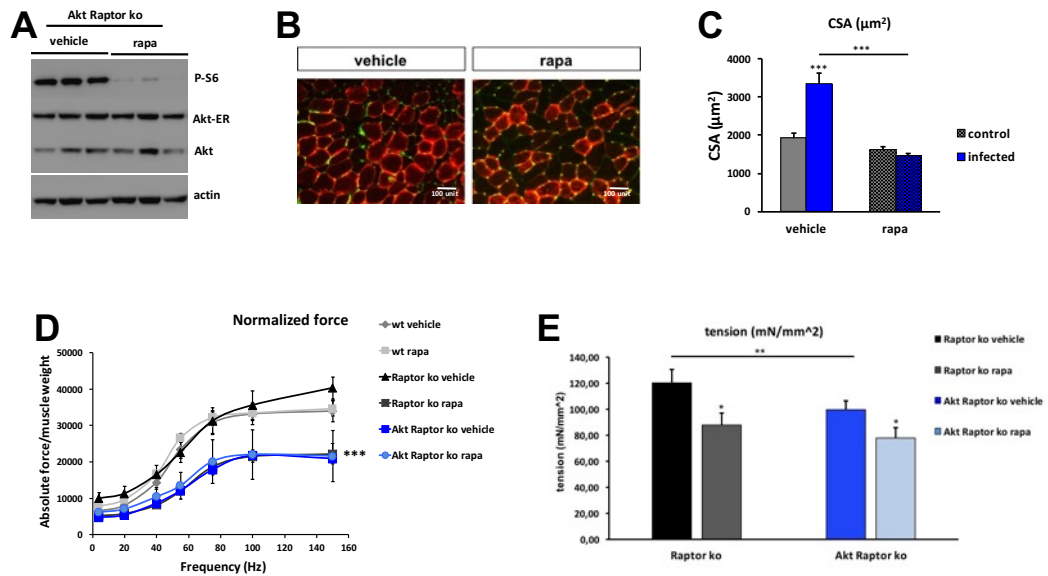 A
Akt Raptor ko
vehicle
rapa
P-S6
Akt-ER
Akt
actin
B
vehicle
rapa
100 unit
100 unit
C
CSA (µm²)
***
***
CSA (µm²)
4000
3000
2000
1000
0
vehicle
rapa
control
infected
D
Normalized force
Absolute force/muscle weight
50000
40000
30000
20000
10000
0
0
20
40
60
80
100
120
140
160
Frequency (Hz)
***
wt vehicle
wt rapa
Raptor ko vehicle
Raptor ko rapa
Akt Raptor ko vehicle
Akt Raptor ko rapa
E
tension (mN/mm^2)
**
*
*
tension (mN/mm^2)
140,00
120,00
100,00
80,00
60,00
40,00
20,00
0,00
Raptor ko
Akt Raptor ko
Raptor ko vehicle
Raptor ko rapa
Akt Raptor ko vehicle
Akt Raptor ko rapa